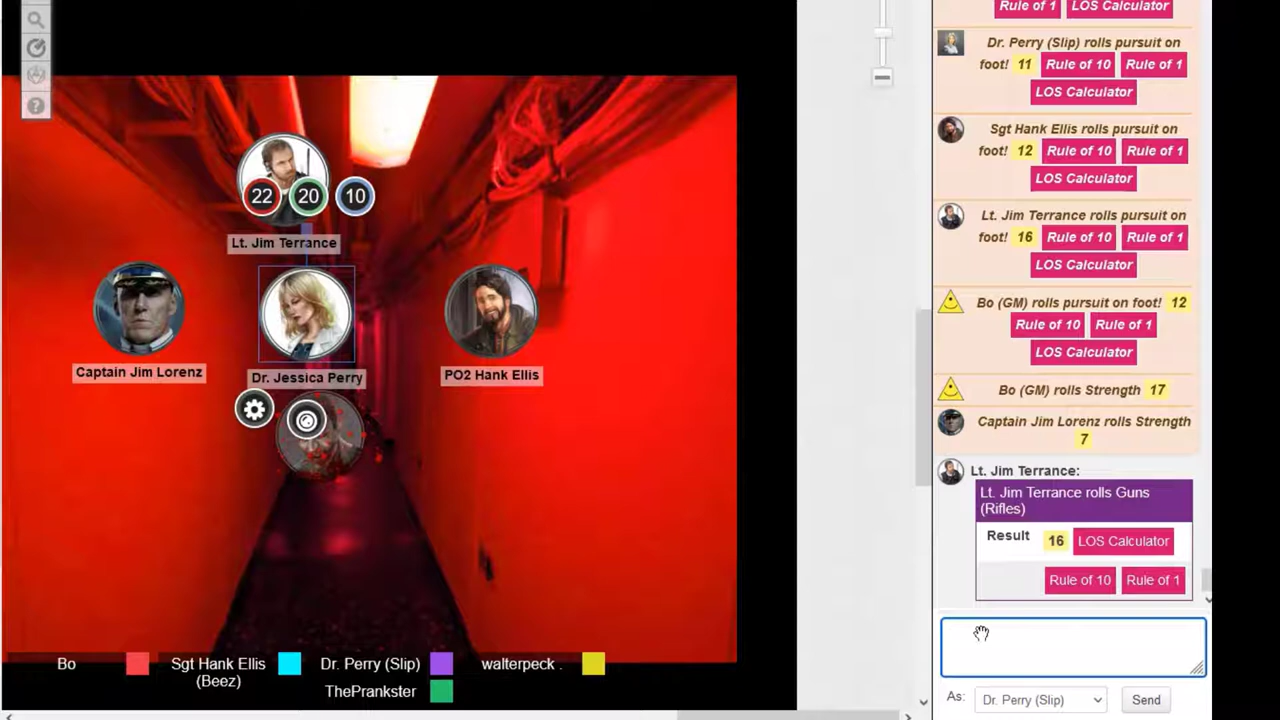 22
20
10
Lt. Jim Terrance
Captain Jim Lorenz
Dr. Jessica Perry
PO2 Hank Ellis
Bo
Sgt Hank Ellis
(Beez)
Dr. Perry (Slip)
walterpeck .
ThePrankster
Rule of 1 LOS Calculator
Dr. Perry (Slip) rolls pursuit on
foot! 11 Rule of 10 Rule of 1
LOS Calculator
Sgt Hank Ellis rolls pursuit on
foot! 12 Rule of 10 Rule of 1
LOS Calculator
Lt. Jim Terrance rolls pursuit on
foot! 16 Rule of 10 Rule of 1
LOS Calculator
Bo (GM) rolls pursuit on foot! 12
Rule of 10 Rule of 1
LOS Calculator
Bo (GM) rolls Strength 17
Captain Jim Lorenz rolls Strength
7
Lt. Jim Terrance:
Lt. Jim Terrance rolls Guns
(Rifles)
Result 16 LOS Calculator
Rule of 10 Rule of 1
As: Dr. Perry (Slip) Send